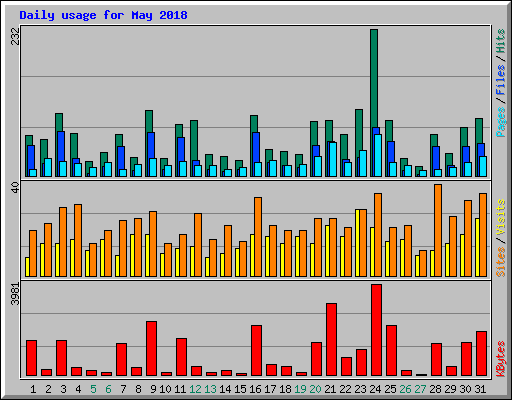 Daily usage for May 2018
232
Pages / Files / Hits
40
Sites / Visits
3981
KBytes
1 2 3 4 5 6 7 8 9 10 11 12 13 14 15 16 17 18 19 20 21 22 23 24 25 26 27 28 29 30 31